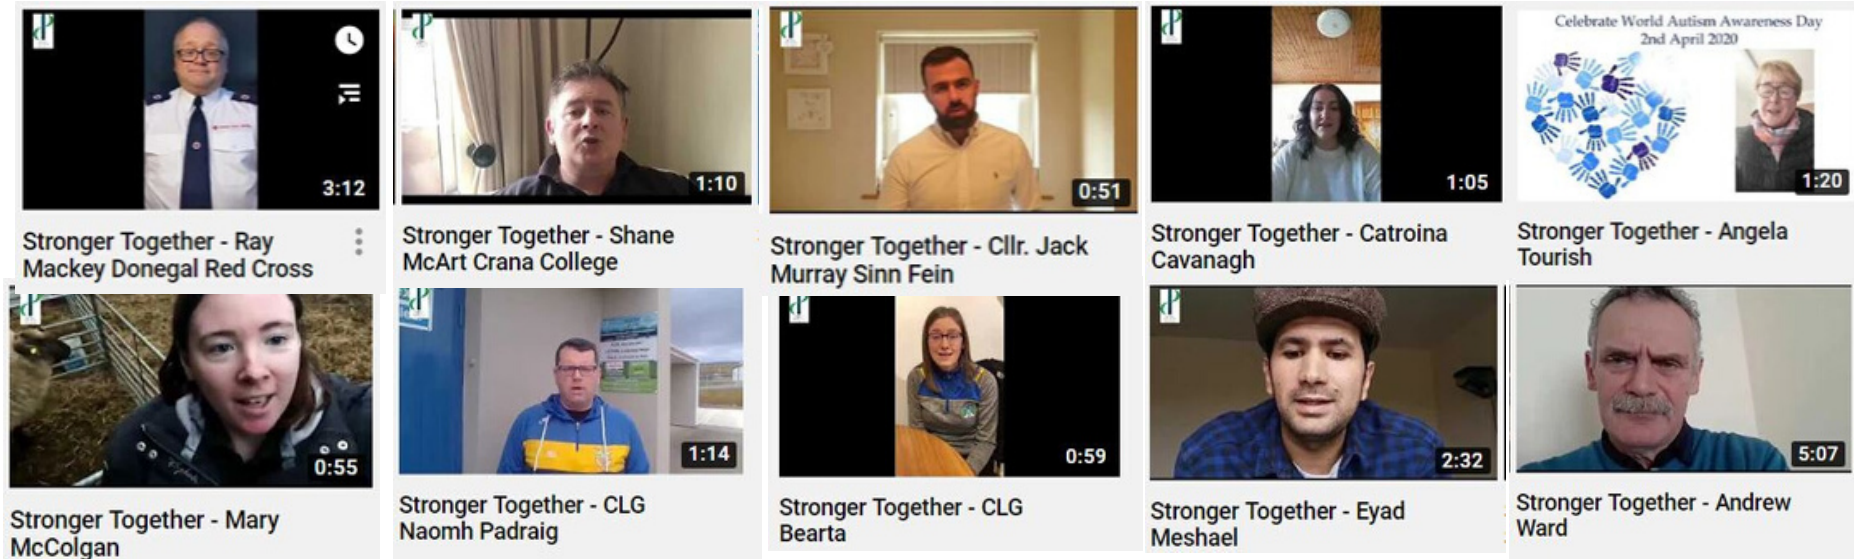 3:12
Stronger Together - Ray
Mackey Donegal Red Cross
1:10
Stronger Together - Shane
McArt Crana College
0:51
Stronger Together - Cllr. Jack
Murray Sinn Fein
1:05
Stronger Together - Catroina
Cavanagh
Celebrate World Autism Awareness Day
2nd April 2020
1:20
Stronger Together - Angela
Tourish
0:55
Stronger Together - Mary
McColgan
1:14
Stronger Together - CLG
Naomh Padraig
0:59
Stronger Together - CLG
Bearta
2:32
Stronger Together - Eyad
Meshael
5:07
Stronger Together - Andrew
Ward